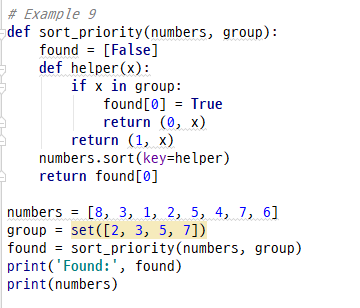 # Example 9
def sort_priority(numbers, group):
    found = [False]
    def helper(x):
        if x in group:
            found[0] = True
            return (0, x)
        return (1, x)
    numbers.sort(key=helper)
    return found[0]

numbers = [8, 3, 1, 2, 5, 4, 7, 6]
group = set([2, 3, 5, 7])
found = sort_priority(numbers, group)
print('Found:', found)
print(numbers)